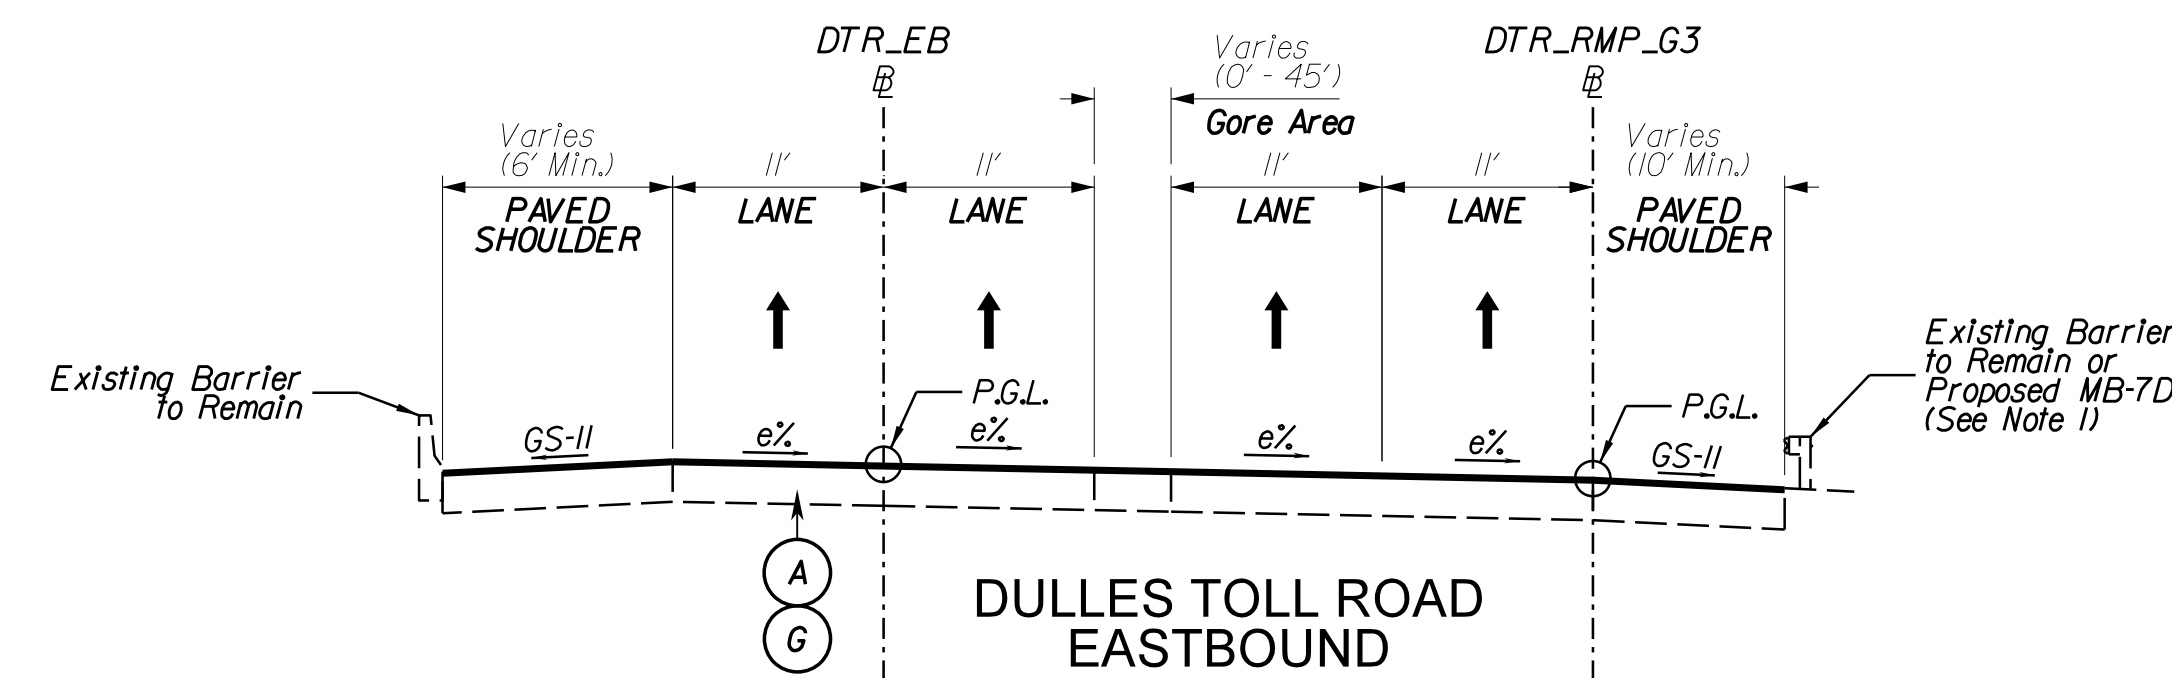 DTR_EB
DTR_RMP_G3
Varies
(0' - 45')
Gore Area
Varies
(6' Min.)
11'
11'
11'
11'
Varies
(10' Min.)
PAVED
SHOULDER
LANE
LANE
LANE
LANE
PAVED
SHOULDER
Existing Barrier
to Remain
P.G.L.
P.G.L.
Existing Barrier
to Remain or
Proposed MB-7D
(See Note 1)
GS-11
e%
e%
e%
e%
GS-11
A
G
DULLES TOLL ROAD
EASTBOUND